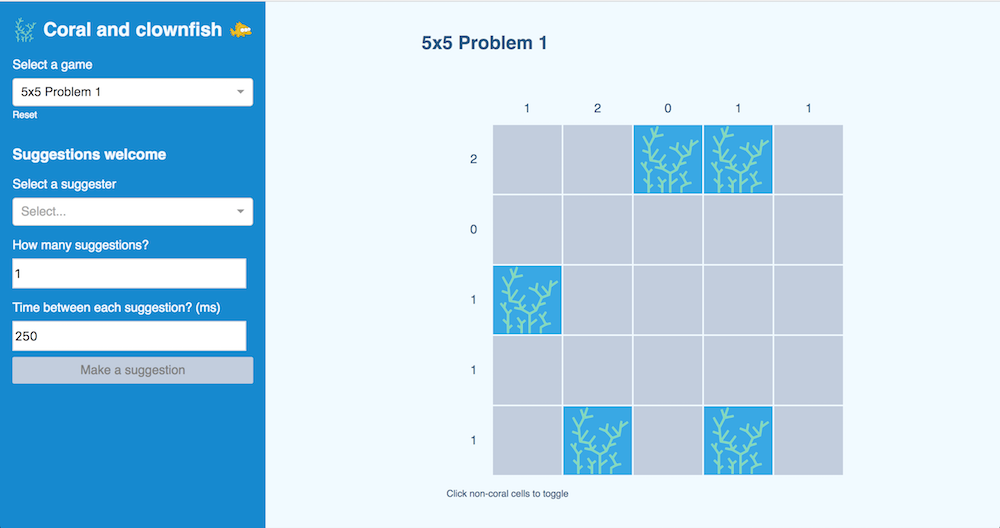 Coral and clownfish
Select a game
5x5 Problem 1
Reset
Suggestions welcome
Select a suggester
Select...
How many suggestions?
1
Time between each suggestion? (ms)
250
Make a suggestion
5x5 Problem 1
1 2 0 1 1
2
0
1
1
1
Click non-coral cells to toggle